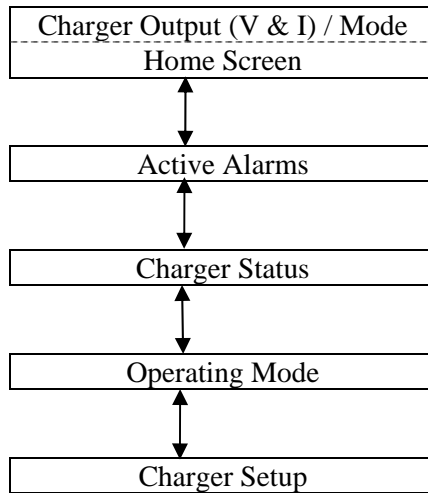 Charger Output (V & I) / Mode
Home Screen
Active Alarms
Charger Status
Operating Mode
Charger Setup